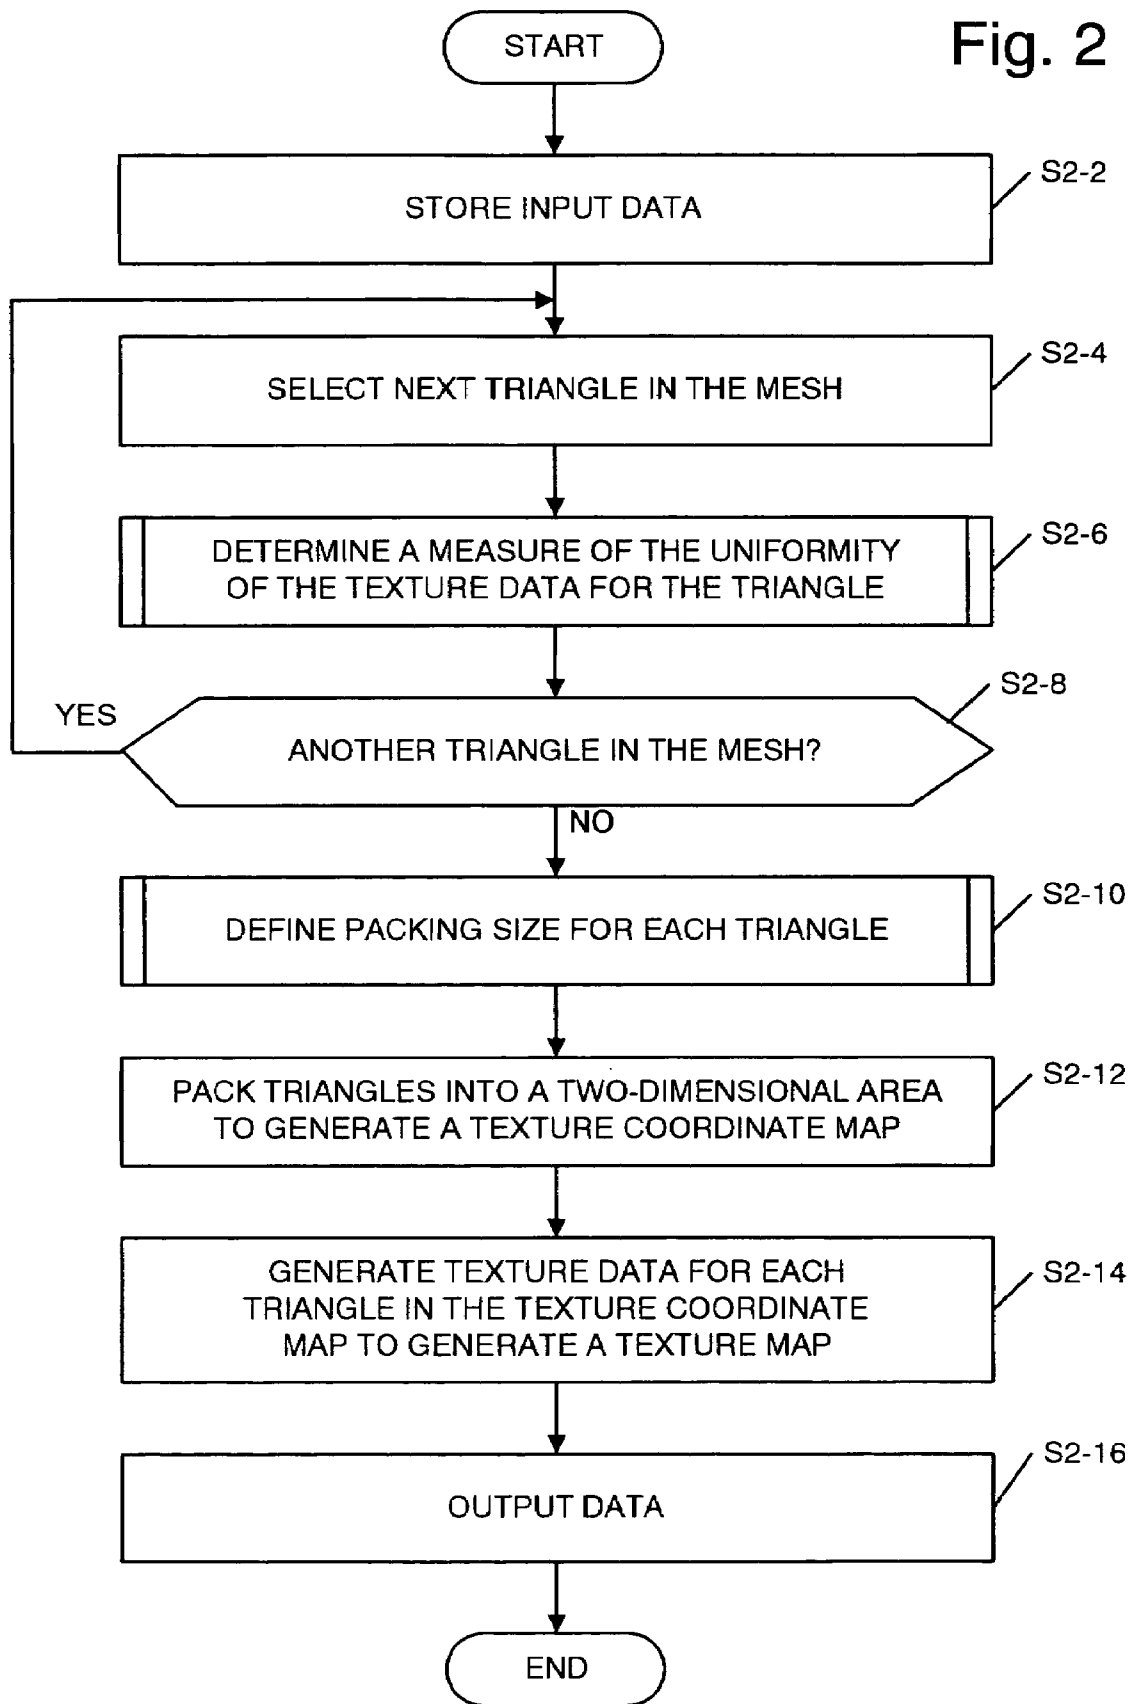 Fig. 2
START
STORE INPUT DATA
S2-2
SELECT NEXT TRIANGLE IN THE MESH
S2-4
DETERMINE A MEASURE OF THE UNIFORMITY
OF THE TEXTURE DATA FOR THE TRIANGLE
S2-6
YES
ANOTHER TRIANGLE IN THE MESH?
S2-8
NO
DEFINE PACKING SIZE FOR EACH TRIANGLE
S2-10
PACK TRIANGLES INTO A TWO-DIMENSIONAL AREA
TO GENERATE A TEXTURE COORDINATE MAP
S2-12
GENERATE TEXTURE DATA FOR EACH
TRIANGLE IN THE TEXTURE COORDINATE
MAP TO GENERATE A TEXTURE MAP
S2-14
OUTPUT DATA
S2-16
END